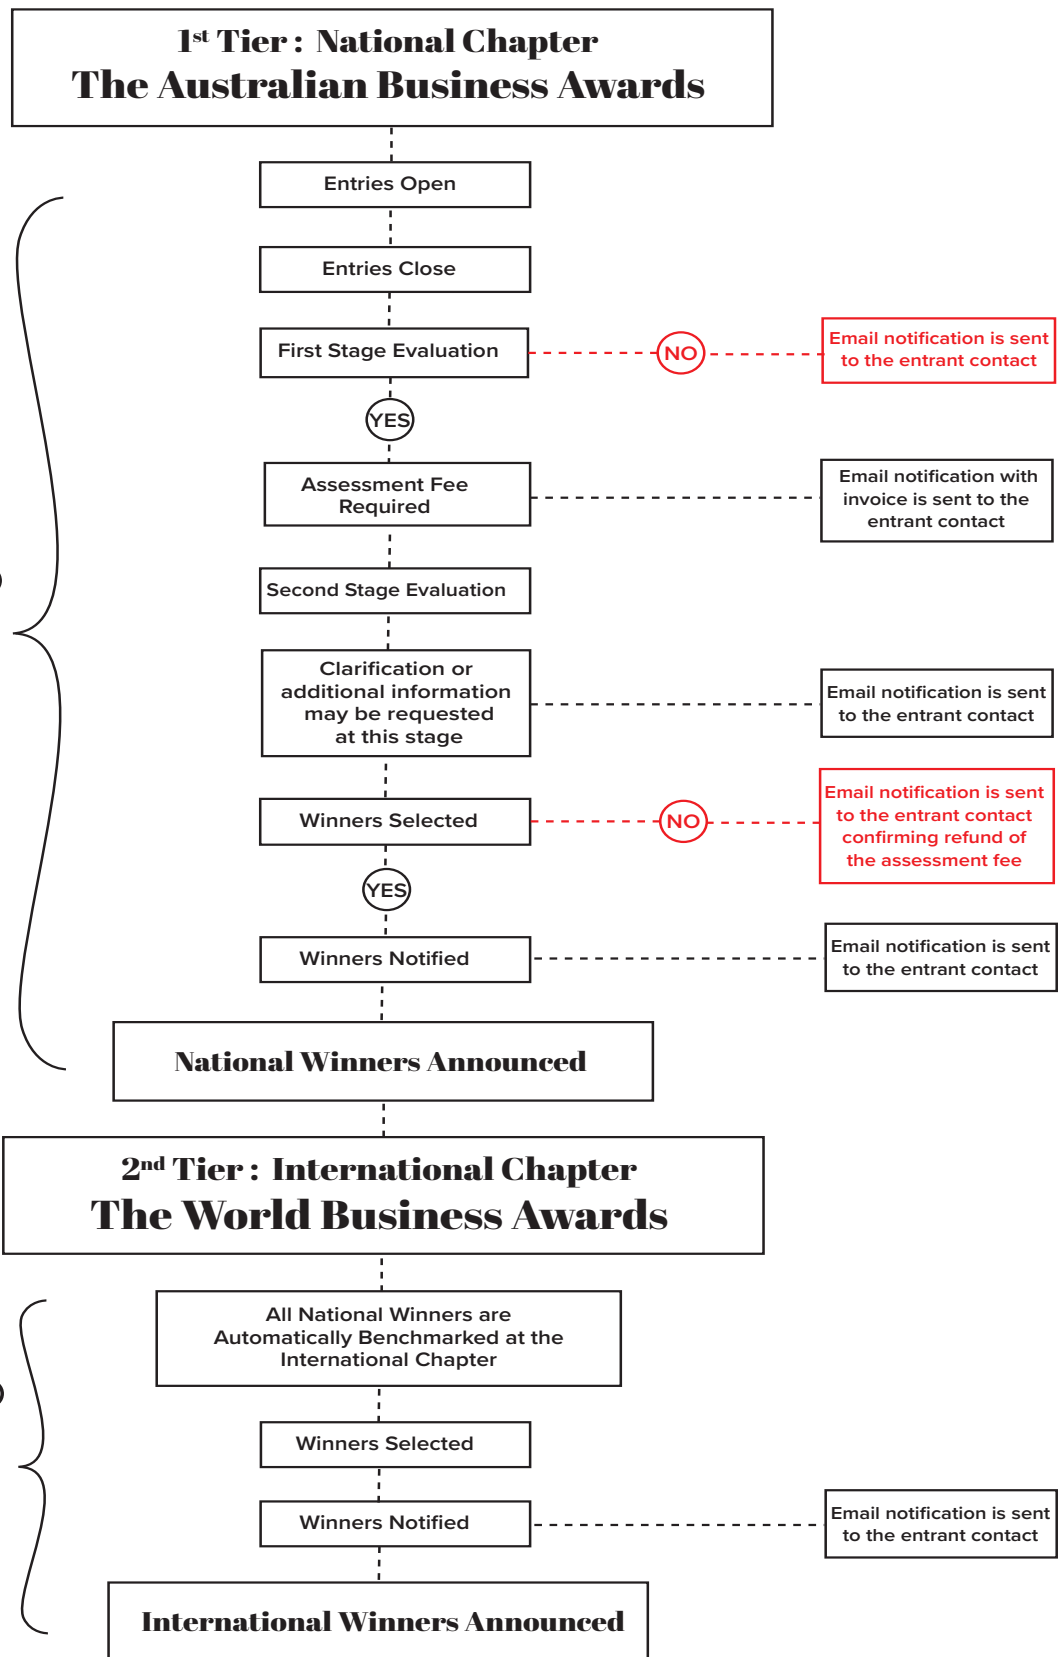 1st Tier : National Chapter
The Australian Business Awards
Entries Open
Entries Close
First Stage Evaluation
NO
Email notification is sent
to the entrant contact
YES
Assessment Fee
Required
Email notification with
invoice is sent to the
entrant contact
Second Stage Evaluation
Clarification or
additional information
may be requested
at this stage
Email notification is sent
to the entrant contact
Winners Selected
NO
Email notification is sent
to the entrant contact
confirming refund of
the assessment fee
YES
Winners Notified
Email notification is sent
to the entrant contact
National Winners Announced
2nd Tier : International Chapter
The World Business Awards
All National Winners are
Automatically Benchmarked at the
International Chapter
Winners Selected
Winners Notified
Email notification is sent
to the entrant contact
International Winners Announced